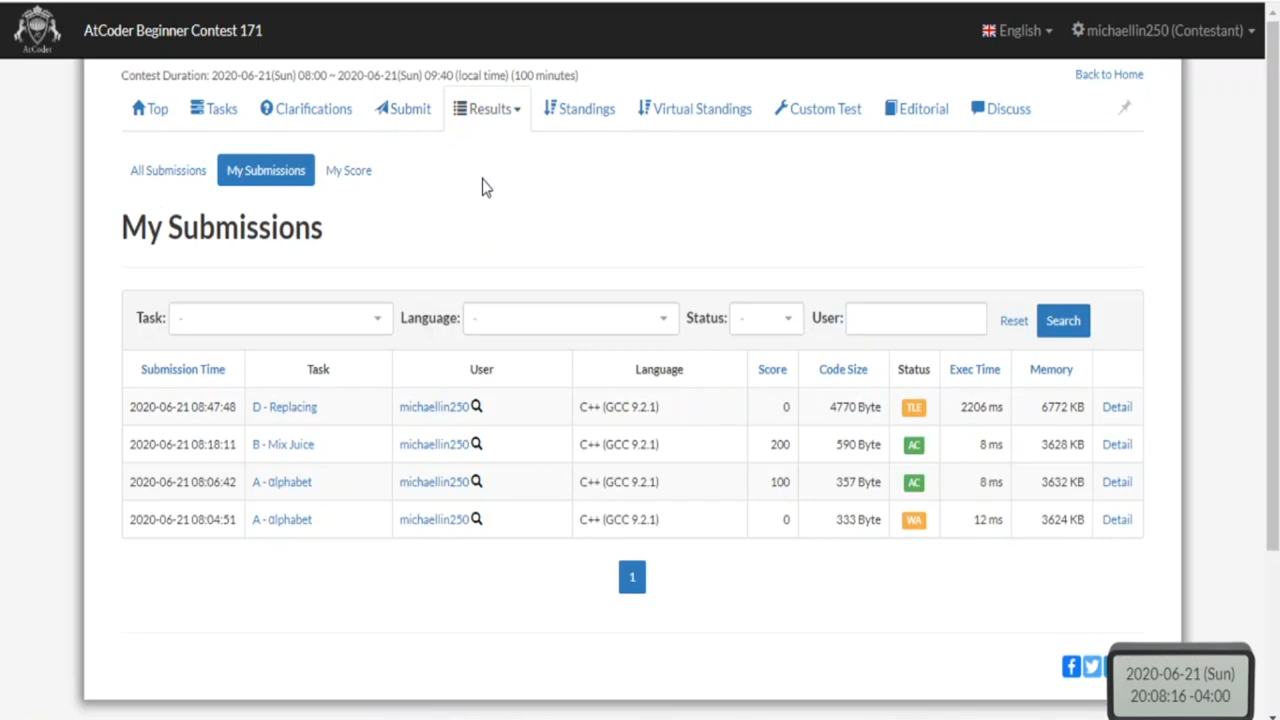 AtCoder
AtCoder Beginner Contest 171
English
michaellin250 (Contestant)
Contest Duration: 2020-06-21(Sun) 08:00 ~ 2020-06-21(Sun) 09:40 (local time) (100 minutes)
Back to Home
Top Tasks Clarifications Submit Results Standings Virtual Standings Custom Test Editorial Discuss
All Submissions My Submissions My Score
My Submissions
Task: - Language: - Status: - User: Reset Search
Submission Time Task User Language Score Code Size Status Exec Time Memory
2020-06-21 08:47:48 D - Replacing michaellin250 C++ (GCC 9.2.1) 0 4770 Byte TLE 2206 ms 6772 KB Detail
2020-06-21 08:18:11 B - Mix Juice michaellin250 C++ (GCC 9.2.1) 200 590 Byte AC 8 ms 3628 KB Detail
2020-06-21 08:06:42 A - αlphabet michaellin250 C++ (GCC 9.2.1) 100 357 Byte AC 8 ms 3632 KB Detail
2020-06-21 08:04:51 A - αlphabet michaellin250 C++ (GCC 9.2.1) 0 333 Byte WA 12 ms 3624 KB Detail
1
2020-06-21 (Sun)
20:08:16 -04:00